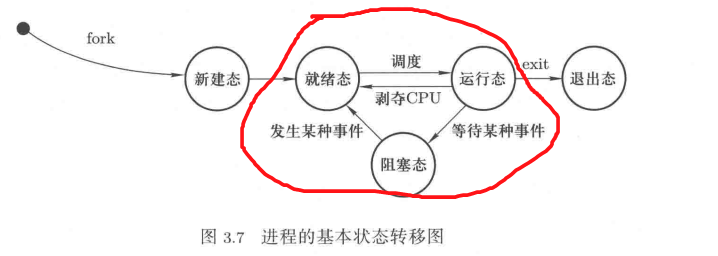 fork
新建态
就绪态
调度
剥夺CPU
运行态
exit
退出态
发生某种事件
等待某种事件
阻塞态
图 3.7 进程的基本状态转移图